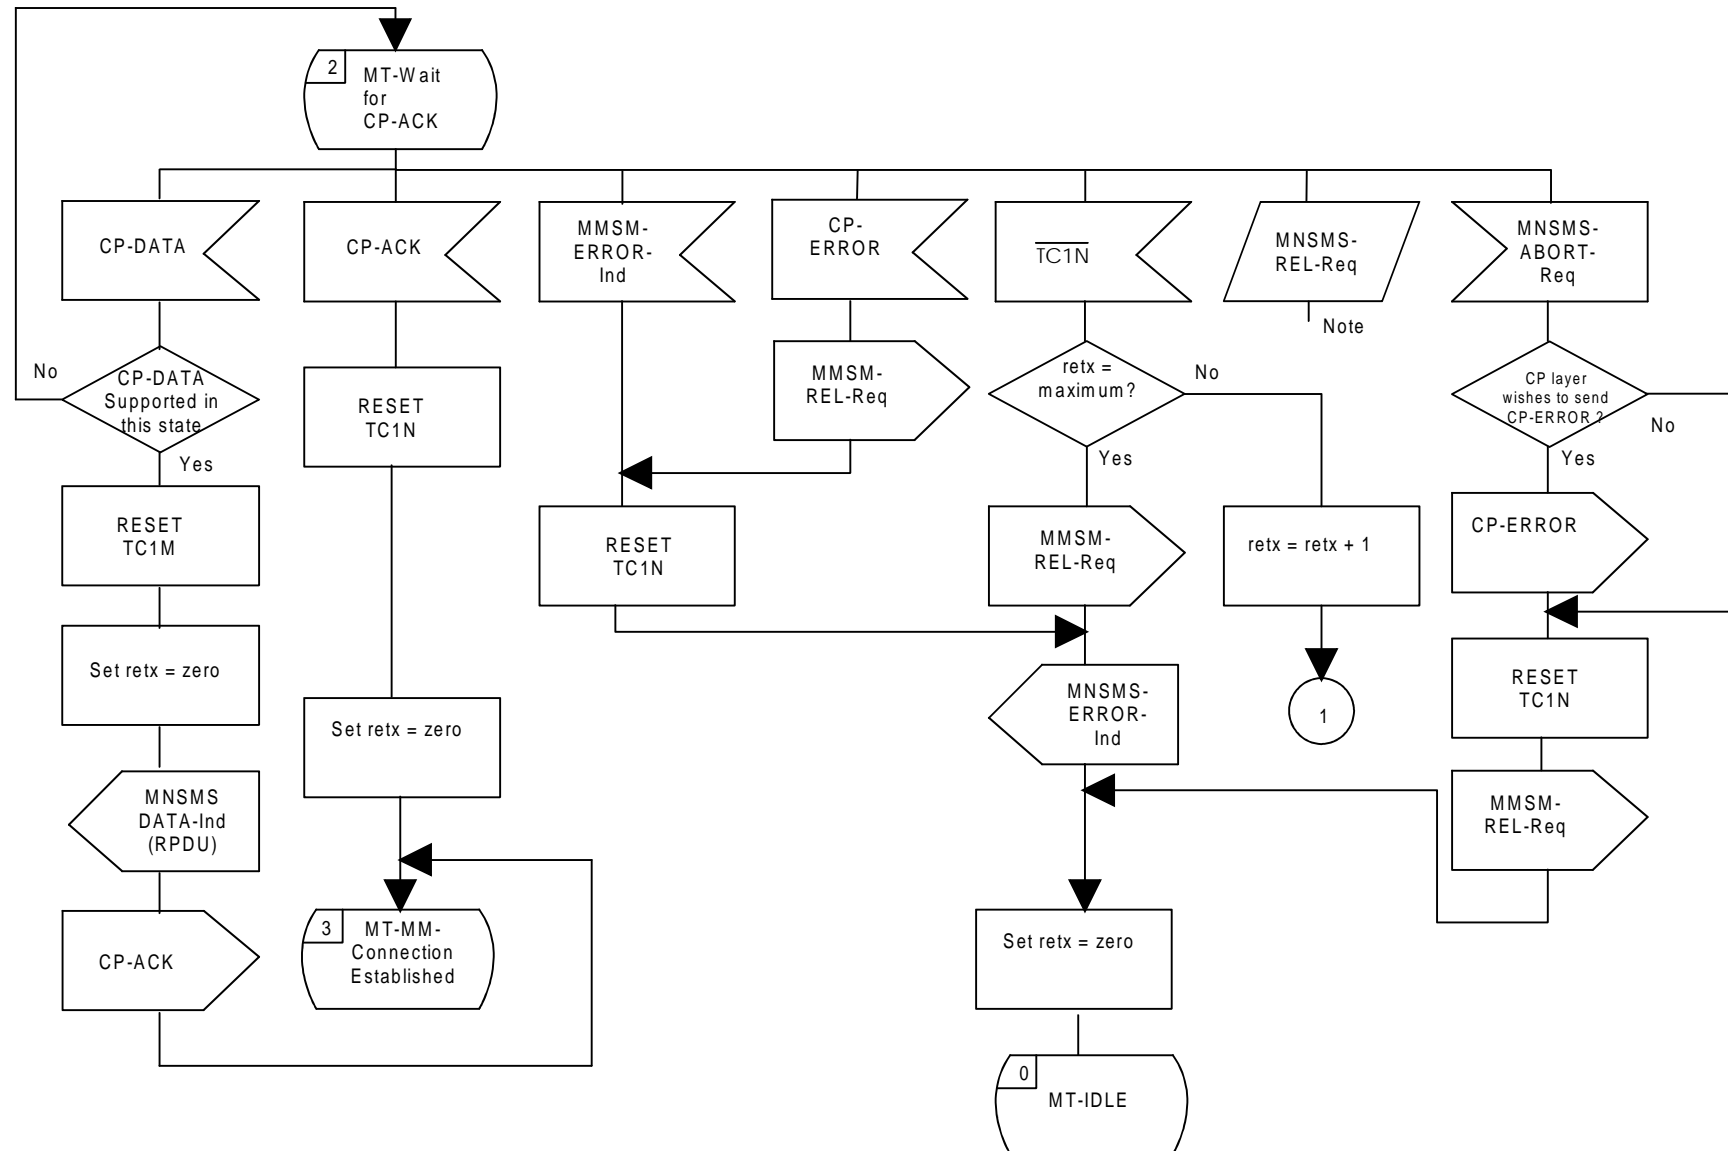 2
MT-Wait
for
CP-ACK
CP-DATA
CP-ACK
MMSM-
ERROR-
Ind
CP-
ERROR
TC1N
MNSMS-
REL-Req
Note
MNSMS-
ABORT-
Req
No
CP-DATA
Supported in
this state
Yes
RESET
TC1N
MMSM-
REL-Req
retx =
maximum?
No
Yes
CP layer
wishes to send
CP-ERROR ?
No
Yes
RESET
TC1M
RESET
TC1N
MMSM-
REL-Req
retx = retx + 1
CP-ERROR
Set retx = zero
Set retx = zero
MNSMS-
ERROR-
Ind
1
RESET
TC1N
MNSMS
DATA-Ind
(RPDU)
MMSM-
REL-Req
CP-ACK
3
MT-MM-
Connection
Established
Set retx = zero
0
MT-IDLE